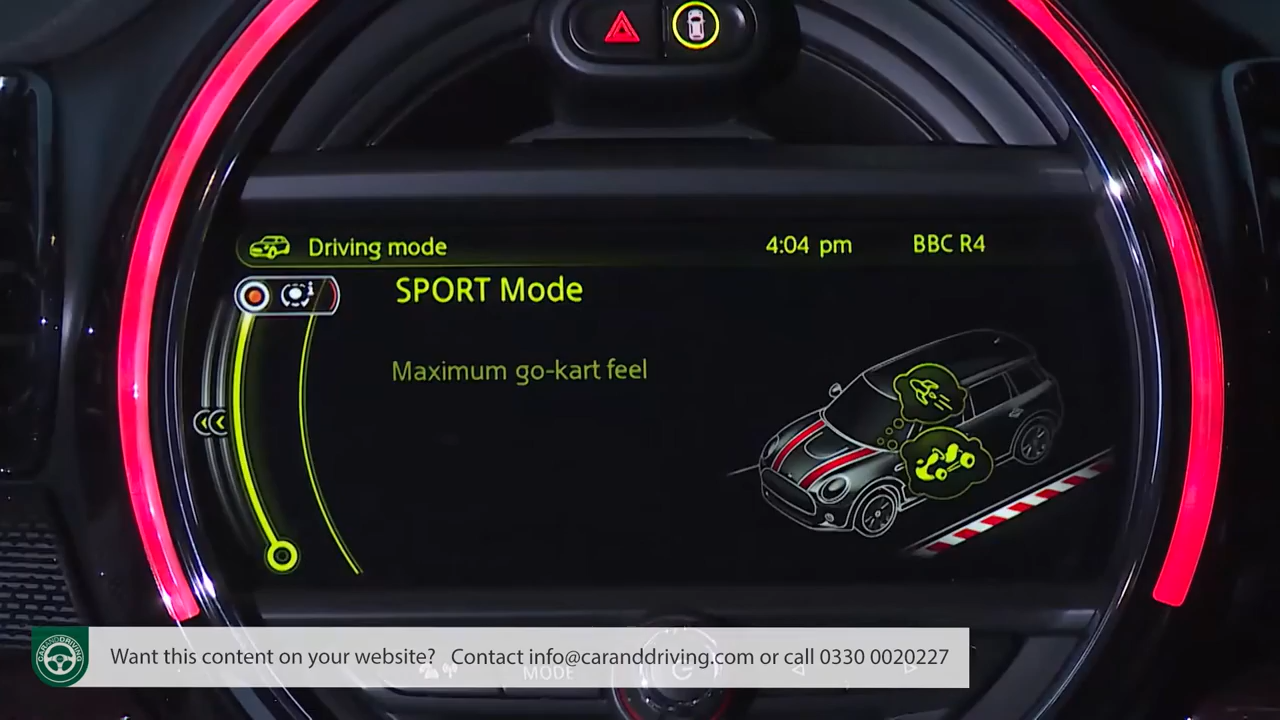 Driving mode 4:04 pm BBC R4
SPORT Mode
Maximum go-kart feel
CARANDDRIVING
Want this content on your website? Contact info@caranddriving.com or call 0330 0020227
MODE